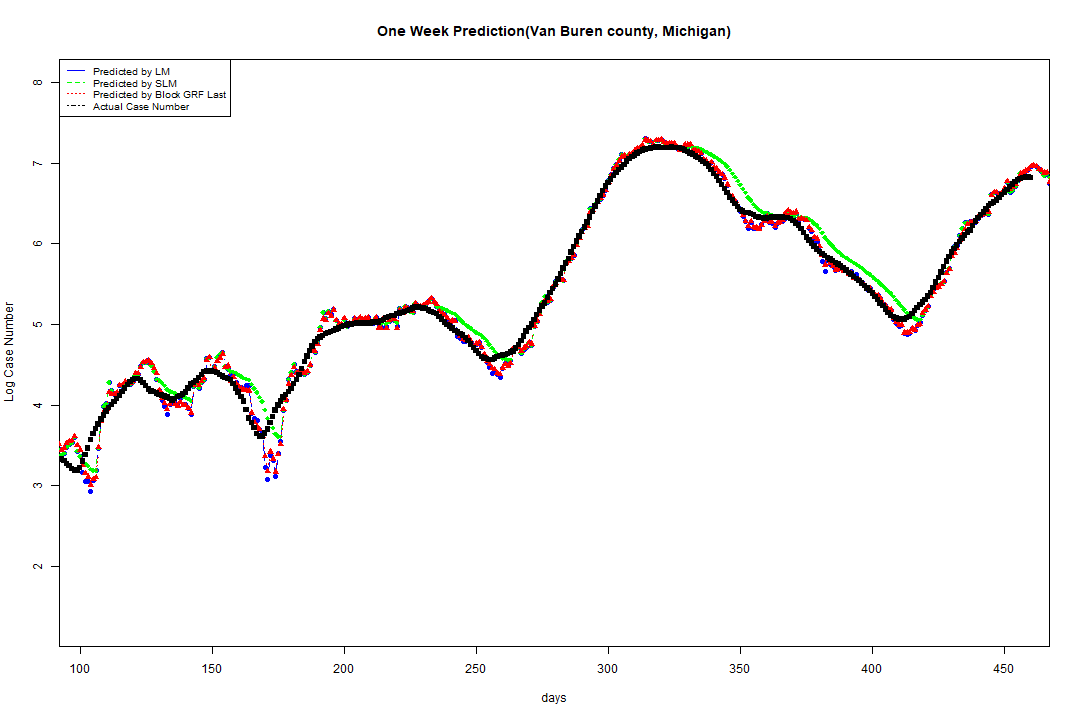 One Week Prediction(Van Buren county, Michigan)
Predicted by LM
Predicted by SLM
Predicted by Block GRF Last
Actual Case Number
8
7
6
5
4
3
2
Log Case Number
100 150 200 250 300 350 400 450
days